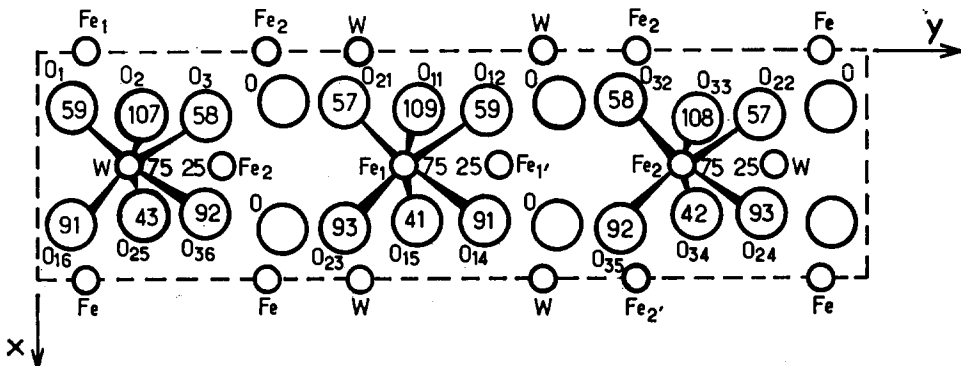 Fe₁ Fe₂ W W Fe₂ Fe y
O₁ O₂ O₃ O O₂₁ O₁₁ O₁₂ O O₃₂ O₃₃ O₂₂ O
59 107 58 57 109 59 58 108 57
W 75 25 Fe₂ Fe₁ 75 25 Fe₁' Fe₂ 75 25 W
91 43 92 O 93 41 91 O 92 42 93
O₁₆ O₂₅ O₃₆ O₂₃ O₁₅ O₁₄ O₃₅ O₃₄ O₂₄
Fe Fe W W Fe₂' Fe
x